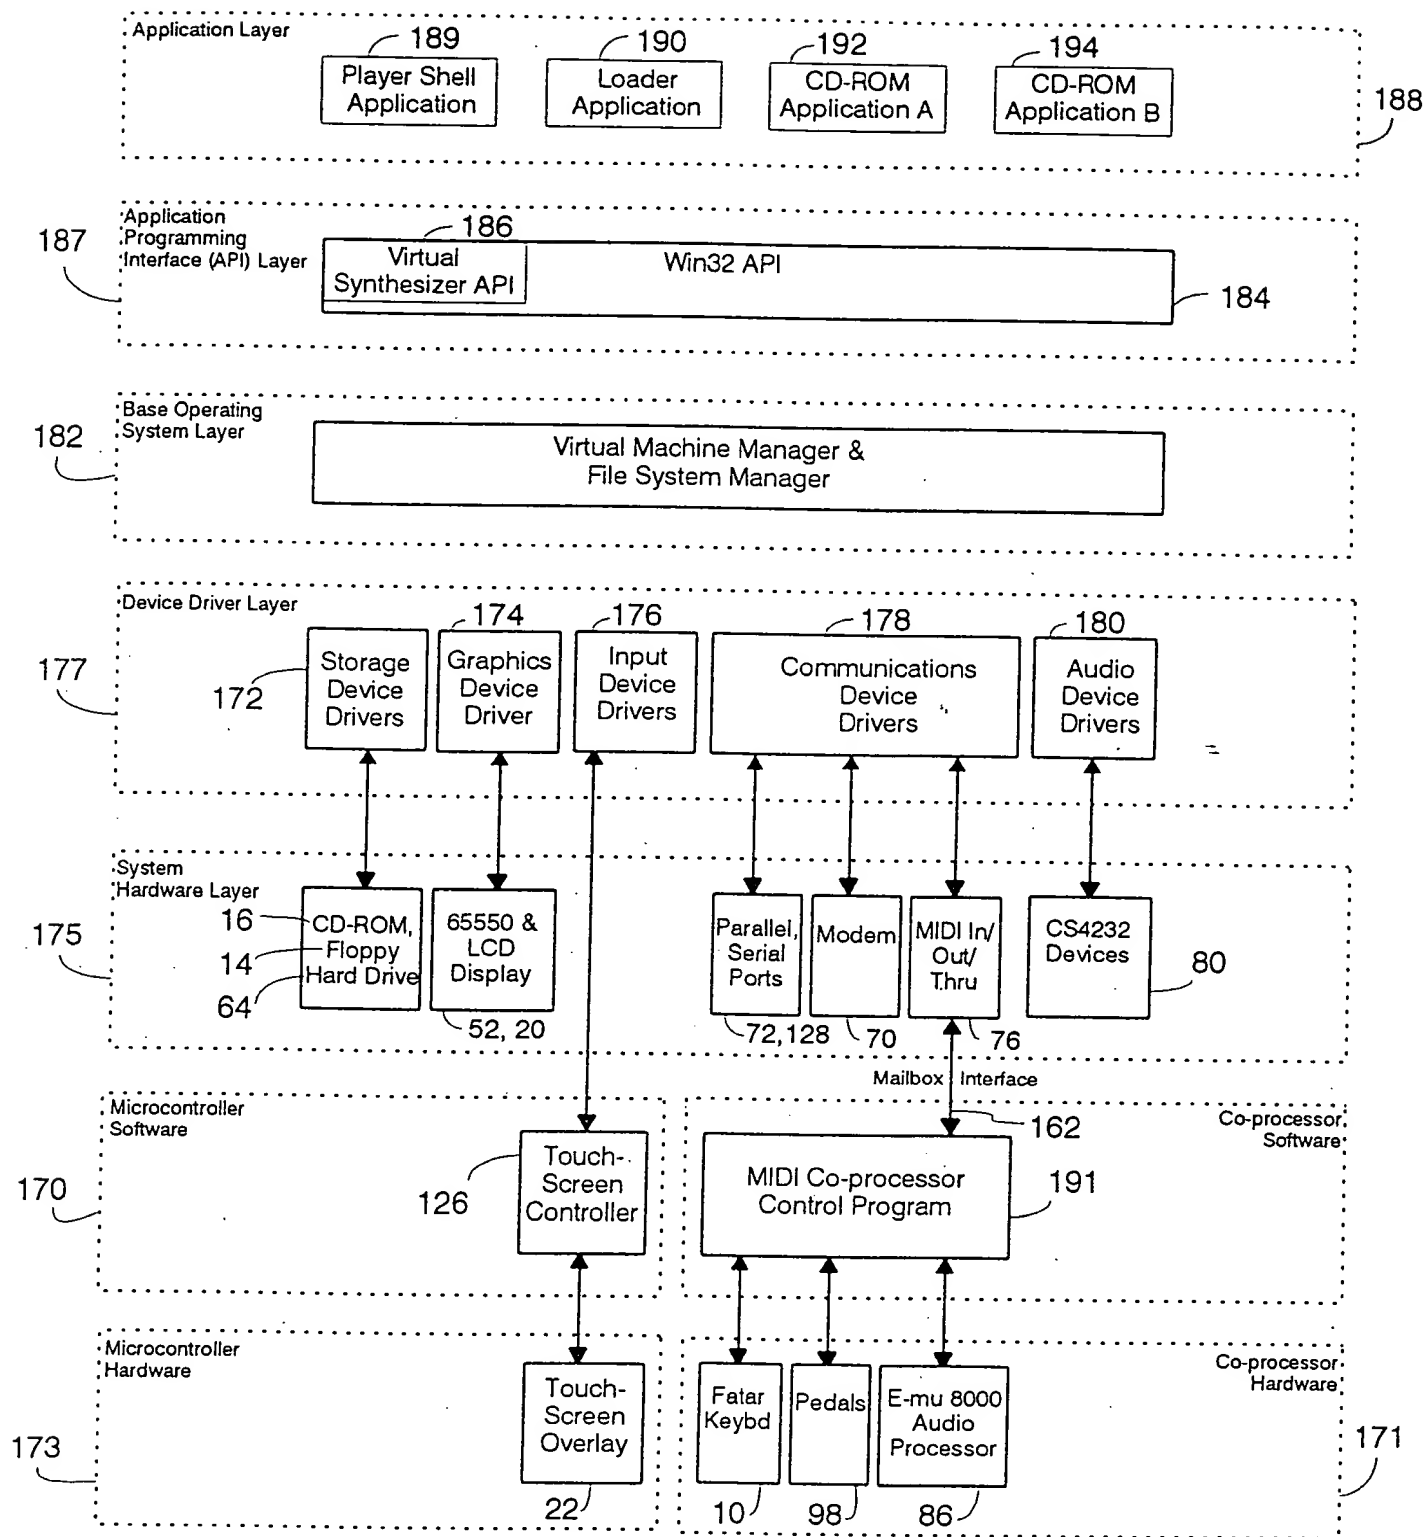 Application Layer
189
190
192
194
Player Shell
Application
Loader
Application
CD-ROM
Application A
CD-ROM
Application B
188
Application
Programming
Interface (API) Layer
187
186
Virtual
Synthesizer API
Win32 API
184
Base Operating
System Layer
182
Virtual Machine Manager &
File System Manager
Device Driver Layer
174
176
178
180
177
172
Storage
Device
Drivers
Graphics
Device
Driver
Input
Device
Drivers
Communications
Device
Drivers
Audio
Device
Drivers
System
Hardware Layer
175
16
14
64
CD-ROM,
Floppy
Hard Drive
65550 &
LCD
Display
Parallel,
Serial
Ports
Modem
MIDI In/
Out/
Thru
CS4232
Devices
80
52, 20
72,128
70
76
Mailbox Interface
162
Microcontroller
Software
Co-processor
Software
170
126
Touch-
Screen
Controller
MIDI Co-processor
Control Program
191
Microcontroller
Hardware
Co-processor
Hardware
173
Touch-
Screen
Overlay
Fatar
Keybd
Pedals
E-mu 8000
Audio
Processor
171
22
10
98
86